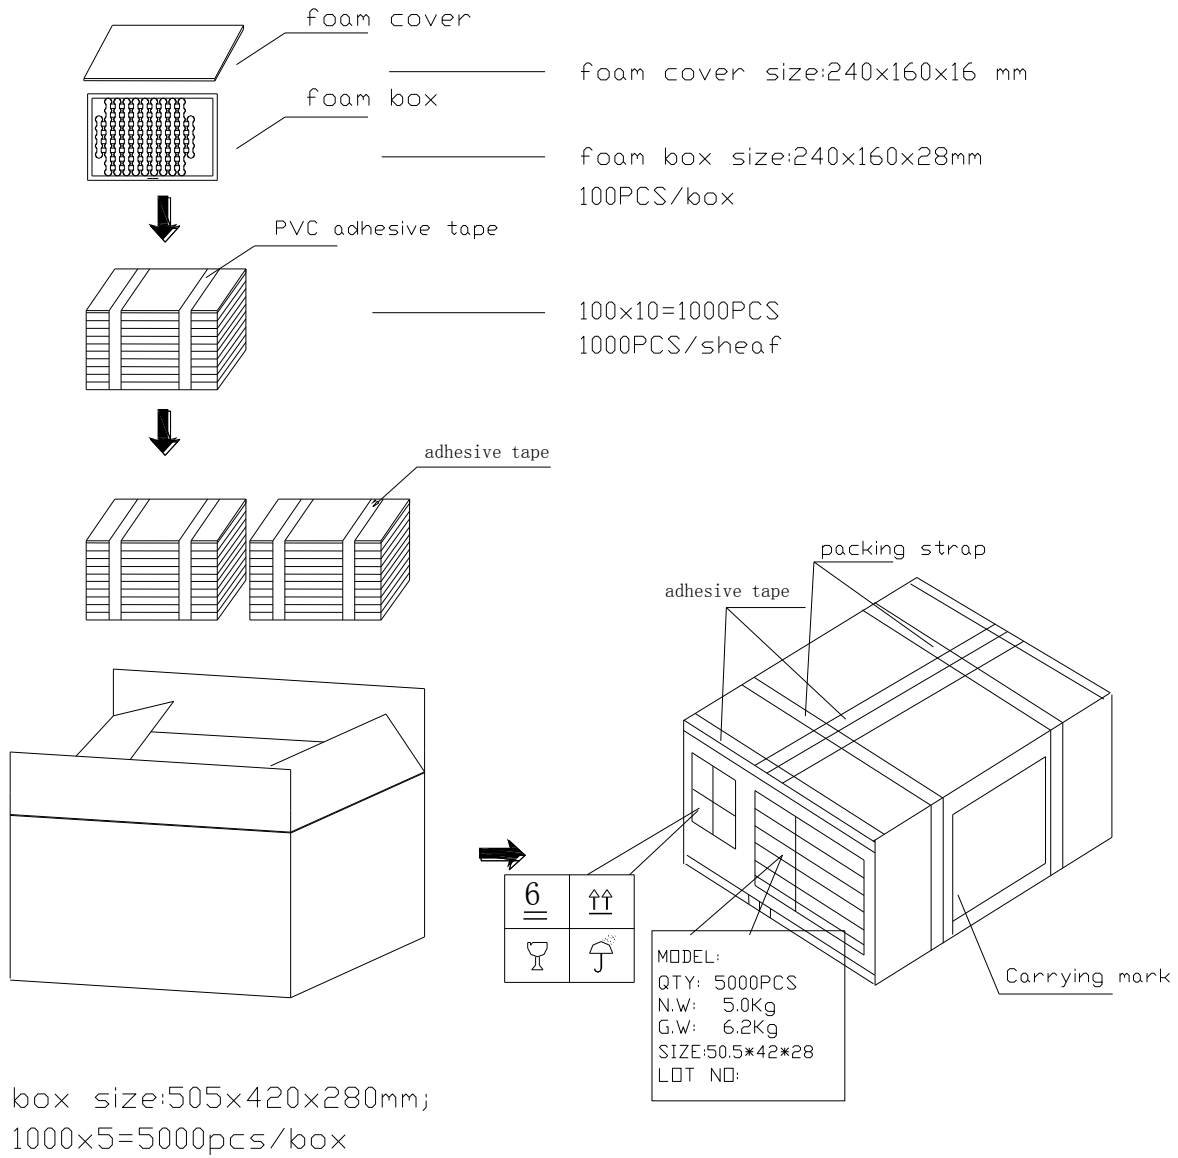 foam cover
foam cover size:240x160x16 mm
foam box
foam box size:240x160x28mm
100PCS/box
PVC adhesive tape
100x10=1000PCS
1000PCS/sheaf
adhesive tape
packing strap
adhesive tape
6
MODEL:
QTY: 5000PCS
N.W: 5.0Kg
G.W: 6.2Kg
SIZE:50.5*42*28
LOT NO:
Carrying mark
box size:505x420x280mm;
1000x5=5000pcs/box